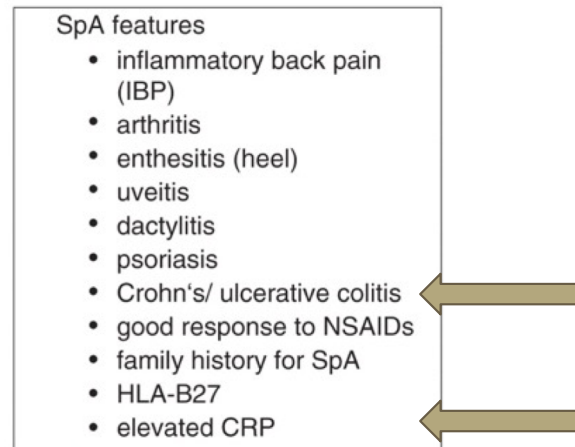 SpA features
• inflammatory back pain
(IBP)
• arthritis
• enthesitis (heel)
• uveitis
• dactylitis
• psoriasis
• Crohn‘s/ ulcerative colitis
• good response to NSAIDs
• family history for SpA
• HLA-B27
• elevated CRP